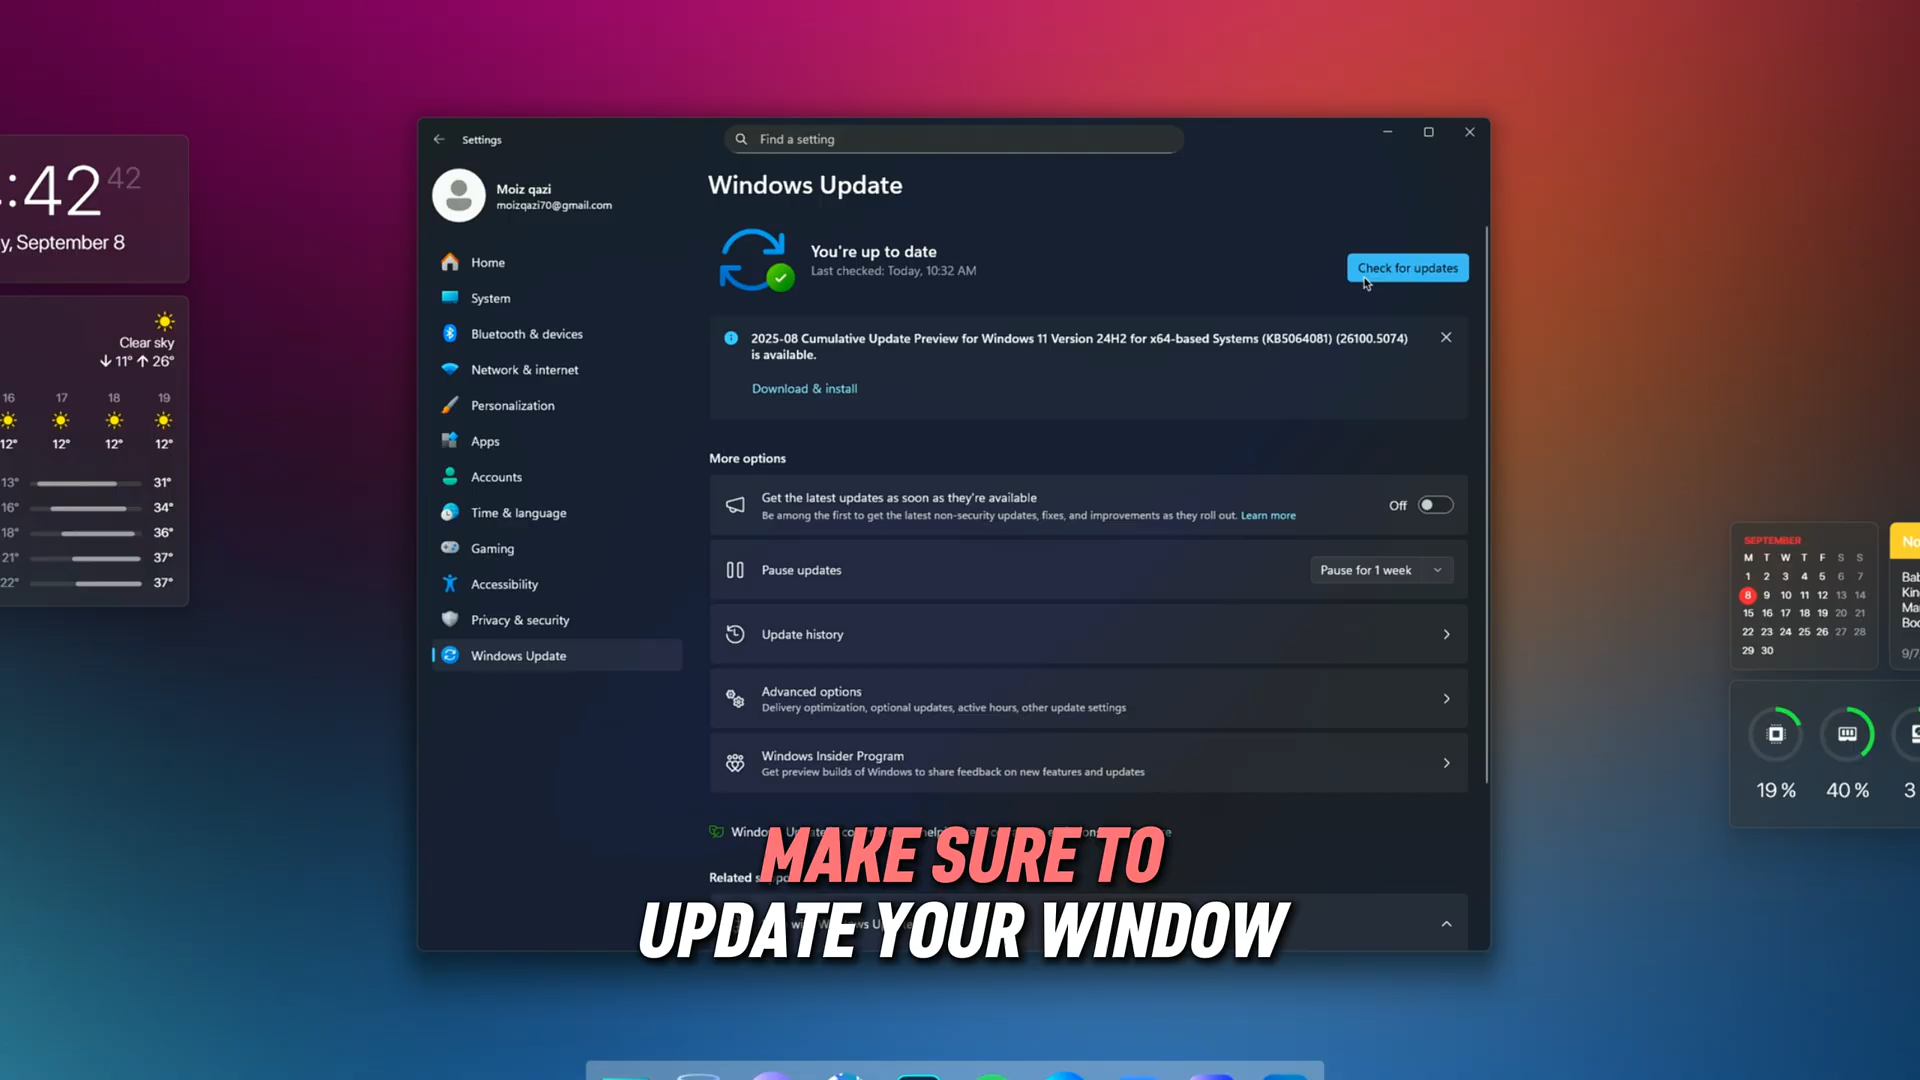 :42 42
y, September 8
Clear sky
↓ 11° ↑ 26°
16 17 18 19
12° 12° 12° 12°
13° 31°
16° 34°
18° 36°
21° 37°
22° 37°
Settings
Find a setting
Moiz qazi
moizqazi70@gmail.com
Home
System
Bluetooth & devices
Network & internet
Personalization
Apps
Accounts
Time & language
Gaming
Accessibility
Privacy & security
Windows Update
Windows Update
You're up to date
Last checked: Today, 10:32 AM
Check for updates
2025-08 Cumulative Update Preview for Windows 11 Version 24H2 for x64-based Systems (KB5064081) (26100.5074)
is available.
Download & install
More options
Get the latest updates as soon as they're available
Be among the first to get the latest non-security updates, fixes, and improvements as they roll out. Learn more
Off
Pause updates
Pause for 1 week
Update history
Advanced options
Delivery optimization, optional updates, active hours, other update settings
Windows Insider Program
Get preview builds of Windows to share feedback on new features and updates
Related
MAKE SURE TO
UPDATE YOUR WINDOW
SEPTEMBER
M T W T F S S
1 2 3 4 5 6 7
8 9 10 11 12 13 14
15 16 17 18 19 20 21
22 23 24 25 26 27 28
29 30
No
Bab
King
Ma
Boo
9/7
19 %
40 %
3